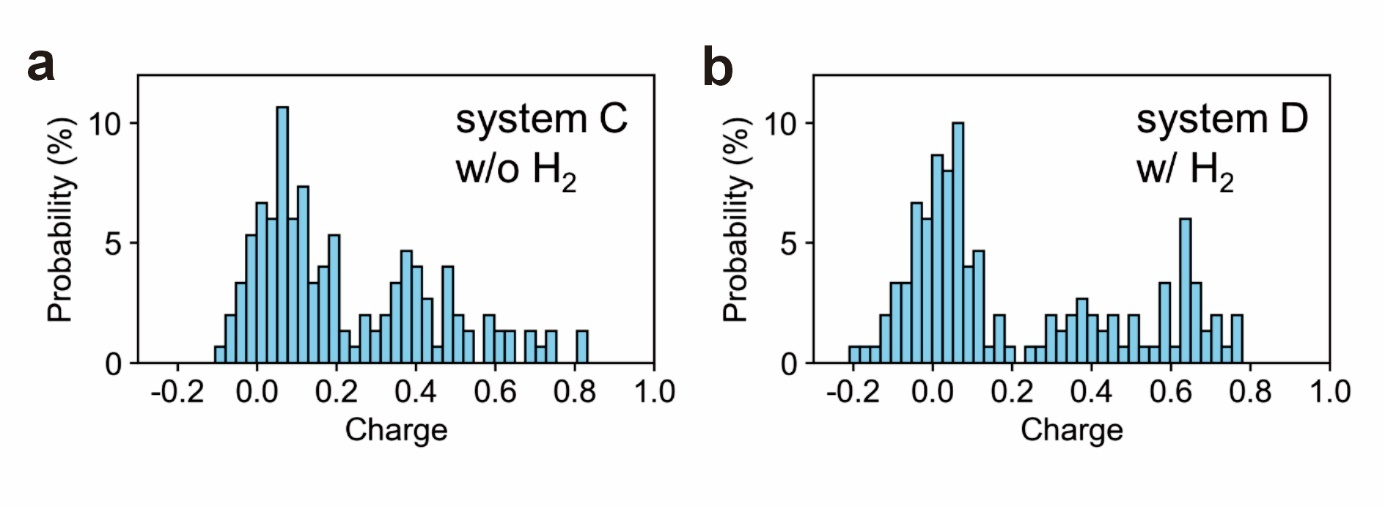 a
system C
w/o H₂
Probability (%)
10
5
0
-0.2 0.0 0.2 0.4 0.6 0.8 1.0
Charge
b
system D
w/ H₂
Probability (%)
10
5
0
-0.2 0.0 0.2 0.4 0.6 0.8 1.0
Charge